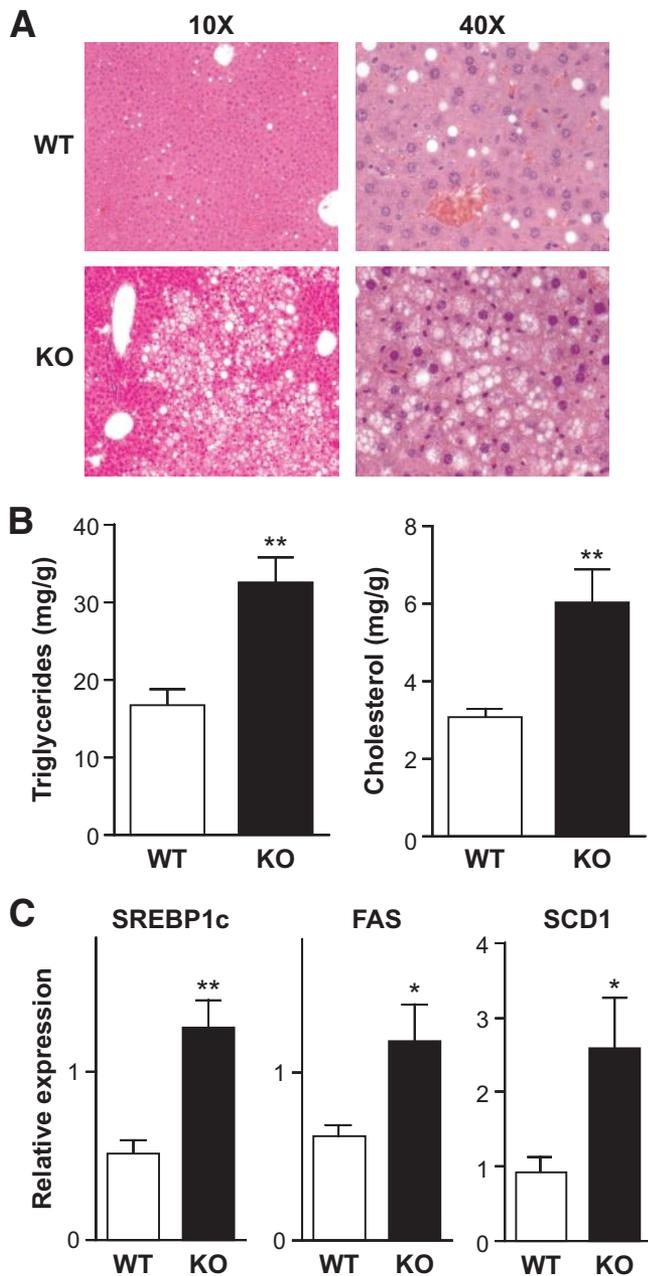 A
10X 40X
WT
KO
B
40
30
20
10
0
Triglycerides (mg/g)
**
WT KO
8
6
4
2
0
Cholesterol (mg/g)
**
WT KO
C
Relative expression
SREBP1c
1
0
**
WT KO
FAS
1
0
*
WT KO
SCD1
4
3
2
1
0
*
WT KO